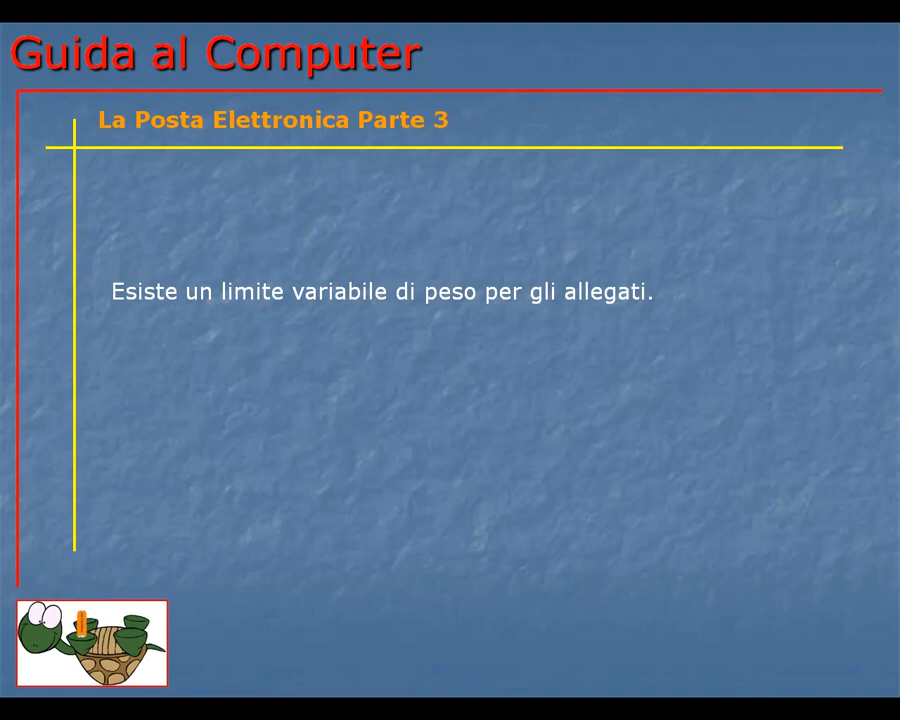 Guida al Computer
La Posta Elettronica Parte 3
Esiste un limite variabile di peso per gli allegati.